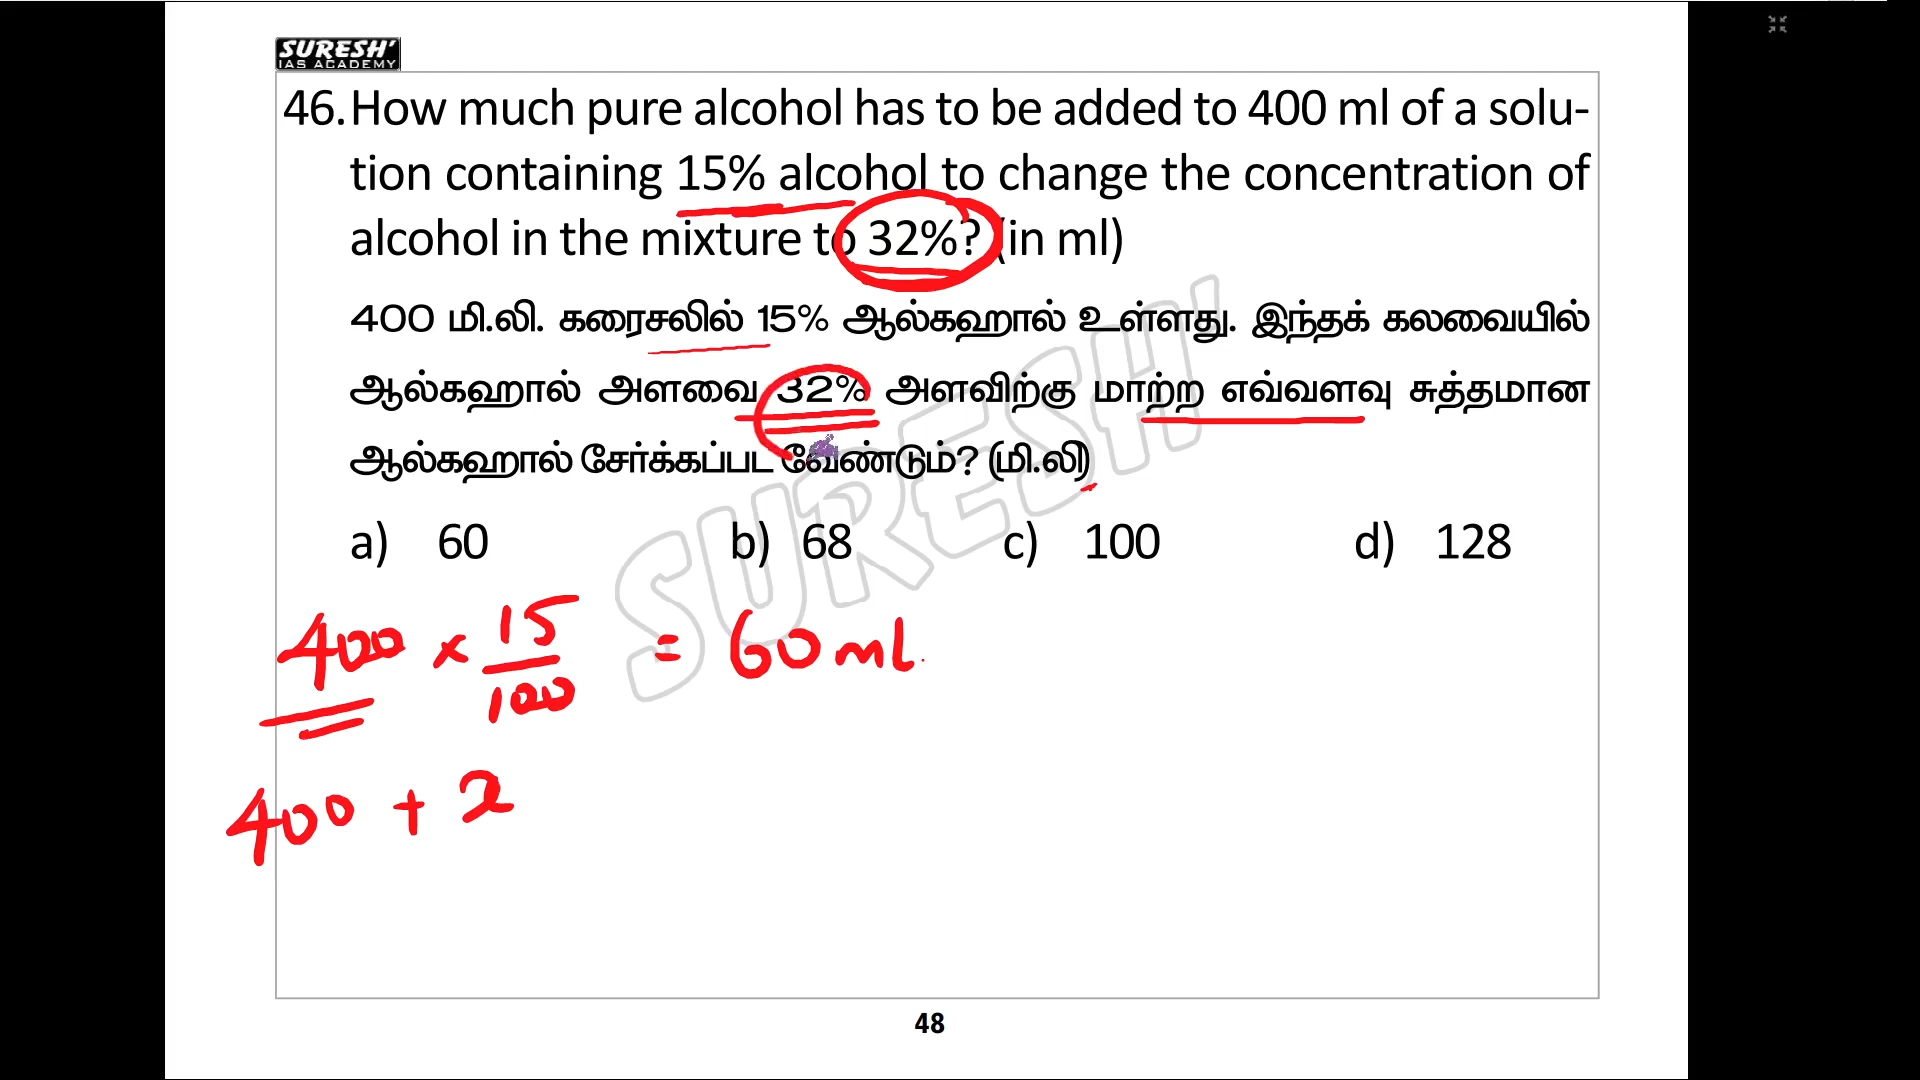 SURESH'
IAS ACADEMY
46. How much pure alcohol has to be added to 400 ml of a solu-
tion containing 15% alcohol to change the concentration of
alcohol in the mixture to 32%? (in ml)
400 மி.லி. கரைசலில் 15% ஆல்கஹால் உள்ளது. இந்தக் கலவையில்
ஆல்கஹால் அளவை 32% அளவிற்கு மாற்ற எவ்வளவு சுத்தமான
ஆல்கஹால் சேர்க்கப்பட வேண்டும்? (மி.லி)
a) 60 b) 68 c) 100 d) 128
400 × 15/100 = 60 ml.
400 + x
SURESH'
48